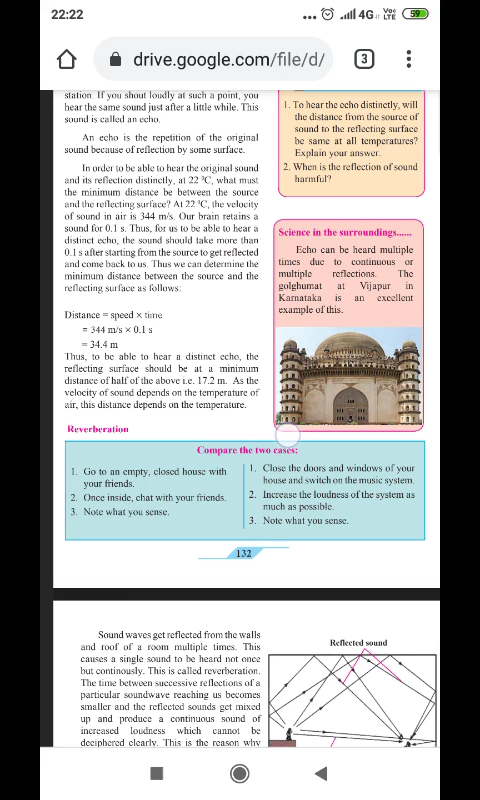 22:22
... 4G Vo LTE 59
drive.google.com/file/d/
3
station. If you shout loudly at such a point, you
hear the same sound just after a little while. This
sound is called an echo.
An echo is the repetition of the original
sound because of reflection by some surface.
In order to be able to hear the original sound
and its reflection distinctly, at 22 °C, what must
the minimum distance be between the source
and the reflecting surface? At 22 °C, the velocity
of sound in air is 344 m/s. Our brain retains a
sound for 0.1 s. Thus, for us to be able to hear a
distinct echo, the sound should take more than
0.1 s after starting from the source to get reflected
and come back to us. Thus we can determine the
minimum distance between the source and the
reflecting surface as follows:
Distance = speed × time
= 344 m/s × 0.1 s
= 34.4 m
Thus, to be able to hear a distinct echo, the
reflecting surface should be at a minimum
distance of half of the above i.e. 17.2 m. As the
velocity of sound depends on the temperature of
air, this distance depends on the temperature.
1. To hear the echo distinctly, will
the distance from the source of
sound to the reflecting surface
be same at all temperatures?
Explain your answer.
2. When is the reflection of sound
harmful?
Science in the surroundings......
Echo can be heard multiple
times due to continuous or
multiple reflections. The
golghumat at Vijapur in
Karnataka is an excellent
example of this.
Reverberation
Compare the two cases:
1. Go to an empty, closed house with
your friends.
2. Once inside, chat with your friends.
3. Note what you sense.
1. Close the doors and windows of your
house and switch on the music system.
2. Increase the loudness of the system as
much as possible.
3. Note what you sense.
132
Sound waves get reflected from the walls
and roof of a room multiple times. This
causes a single sound to be heard not once
but continously. This is called reverberation.
The time between successive reflections of a
particular soundwave reaching us becomes
smaller and the reflected sounds get mixed
up and produce a continuous sound of
increased loudness which cannot be
deciphered clearly. This is the reason why
Reflected sound